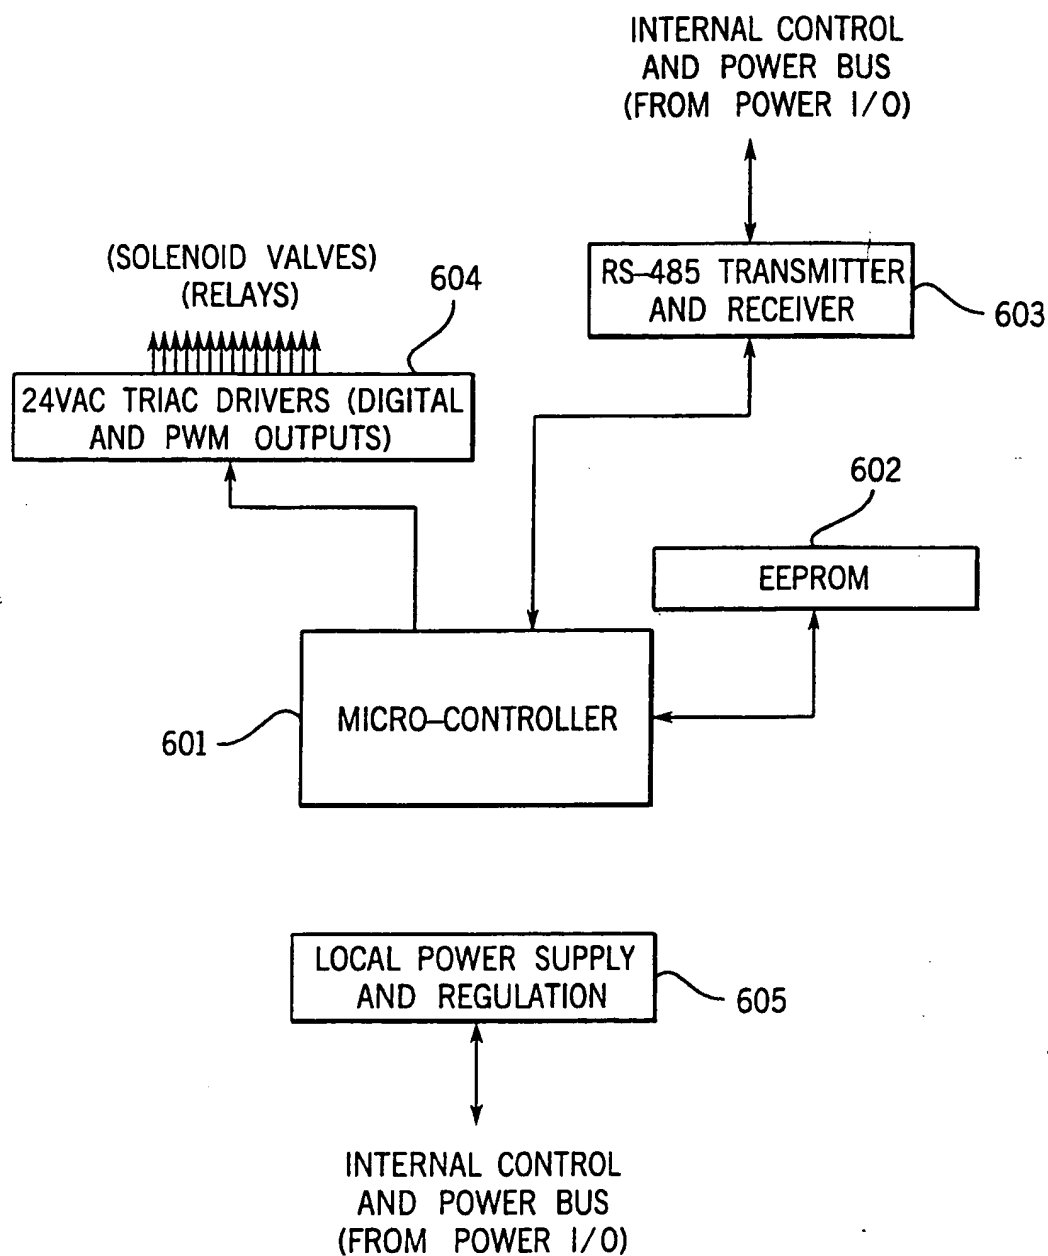 INTERNAL CONTROL
AND POWER BUS
(FROM POWER I/O)
(SOLENOID VALVES)
(RELAYS)
604
RS-485 TRANSMITTER
AND RECEIVER
603
24VAC TRIAC DRIVERS (DIGITAL
AND PWM OUTPUTS)
602
EEPROM
MICRO-CONTROLLER
601
LOCAL POWER SUPPLY
AND REGULATION
605
INTERNAL CONTROL
AND POWER BUS
(FROM POWER I/O)